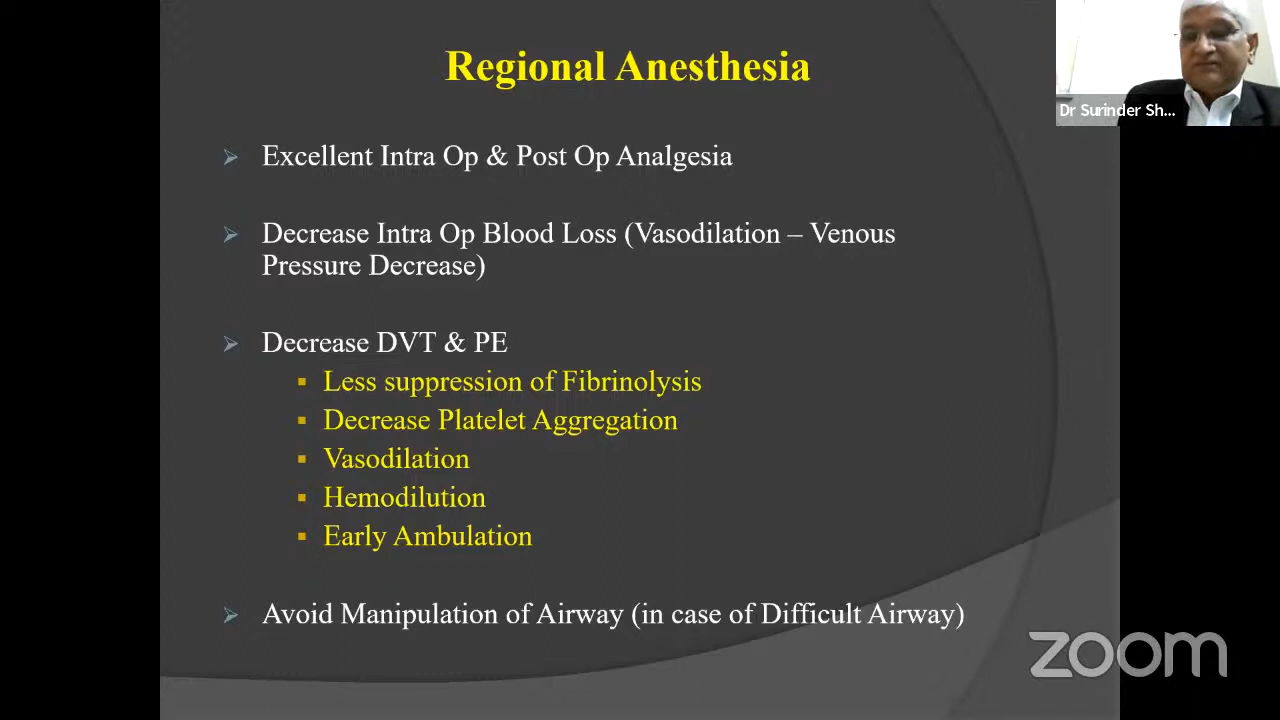 Regional Anesthesia
Dr Surinder Sh...
Excellent Intra Op & Post Op Analgesia
Decrease Intra Op Blood Loss (Vasodilation – Venous
Pressure Decrease)
Decrease DVT & PE
Less suppression of Fibrinolysis
Decrease Platelet Aggregation
Vasodilation
Hemodilution
Early Ambulation
Avoid Manipulation of Airway (in case of Difficult Airway)
zoom